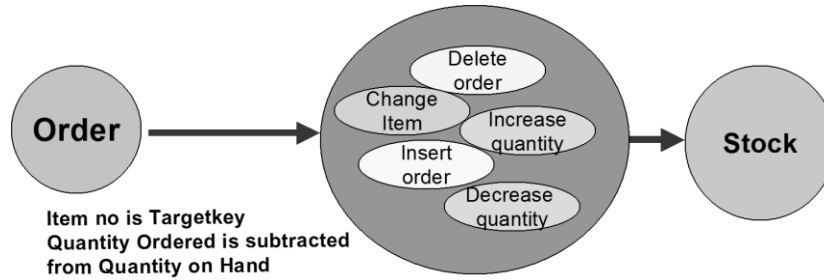 Order
Delete
order
Change
Item
Increase
quantity
Insert
order
Decrease
quantity
Stock
Item no is Targetkey
Quantity Ordered is subtracted
from Quantity on Hand